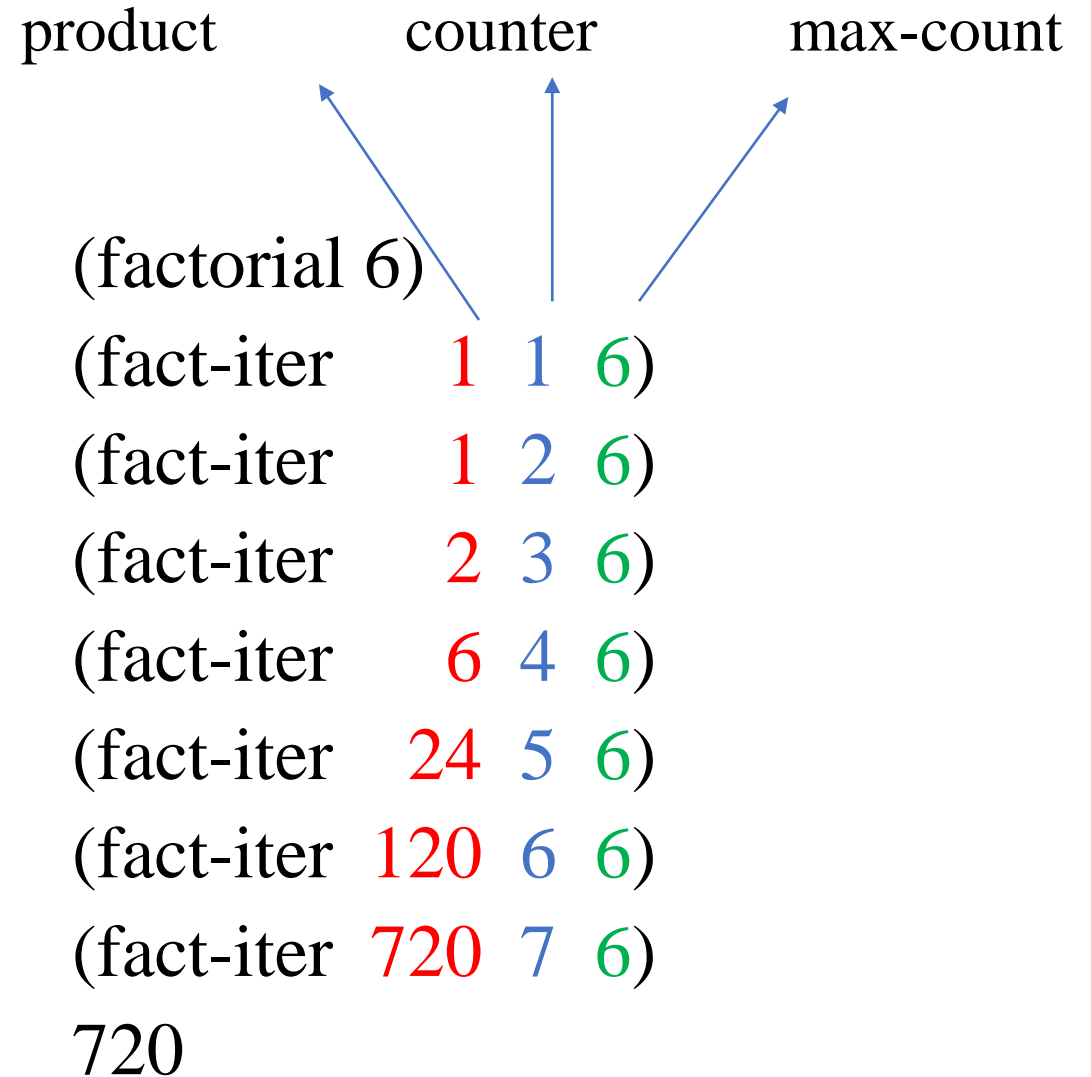 product counter max-count
(factorial 6)
(fact-iter 1 1 6)
(fact-iter 1 2 6)
(fact-iter 2 3 6)
(fact-iter 6 4 6)
(fact-iter 24 5 6)
(fact-iter 120 6 6)
(fact-iter 720 7 6)
720